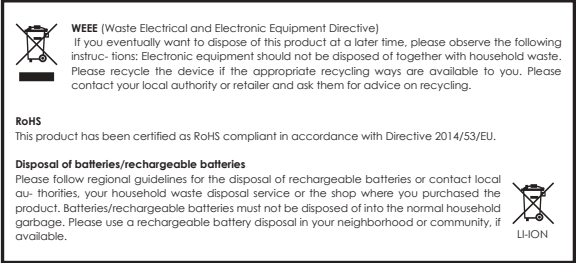 WEEE (Waste Electrical and Electronic Equipment Directive)
If you eventually want to dispose of this product at a later time, please observe the following
instruc- tions: Electronic equipment should not be disposed of together with household waste.
Please recycle the device if the appropriate recycling ways are available to you. Please
contact your local authority or retailer and ask them for advice on recycling.
RoHS
This product has been certified as RoHS compliant in accordance with Directive 2014/53/EU.
Disposal of batteries/rechargeable batteries
Please follow regional guidelines for the disposal of rechargeable batteries or contact local
au- thorities, your household waste disposal service or the shop where you purchased the
product. Batteries/rechargeable batteries must not be disposed of into the normal household
garbage. Please use a rechargeable battery disposal in your neighborhood or community, if
available.
LI-ION